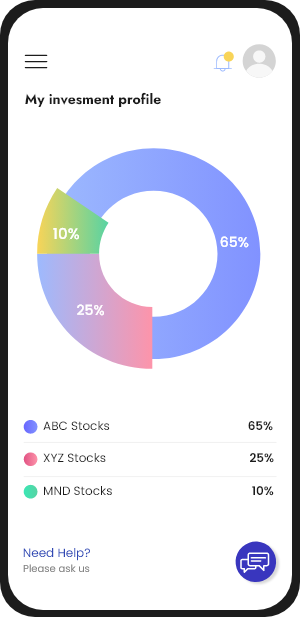 My invesment profile
10%
65%
25%
ABC Stocks 65%
XYZ Stocks 25%
MND Stocks 10%
Need Help?
Please ask us